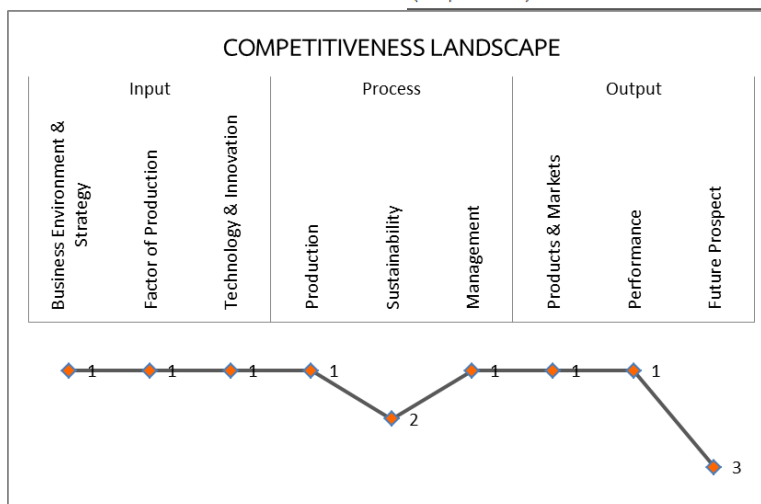 COMPETITIVENESS LANDSCAPE
Input
Process
Output
Business Environment &
Strategy
Factor of Production
Technology & Innovation
Production
Sustainability
Management
Products & Markets
Performance
Future Prospect
1
1
1
1
2
1
1
1
3